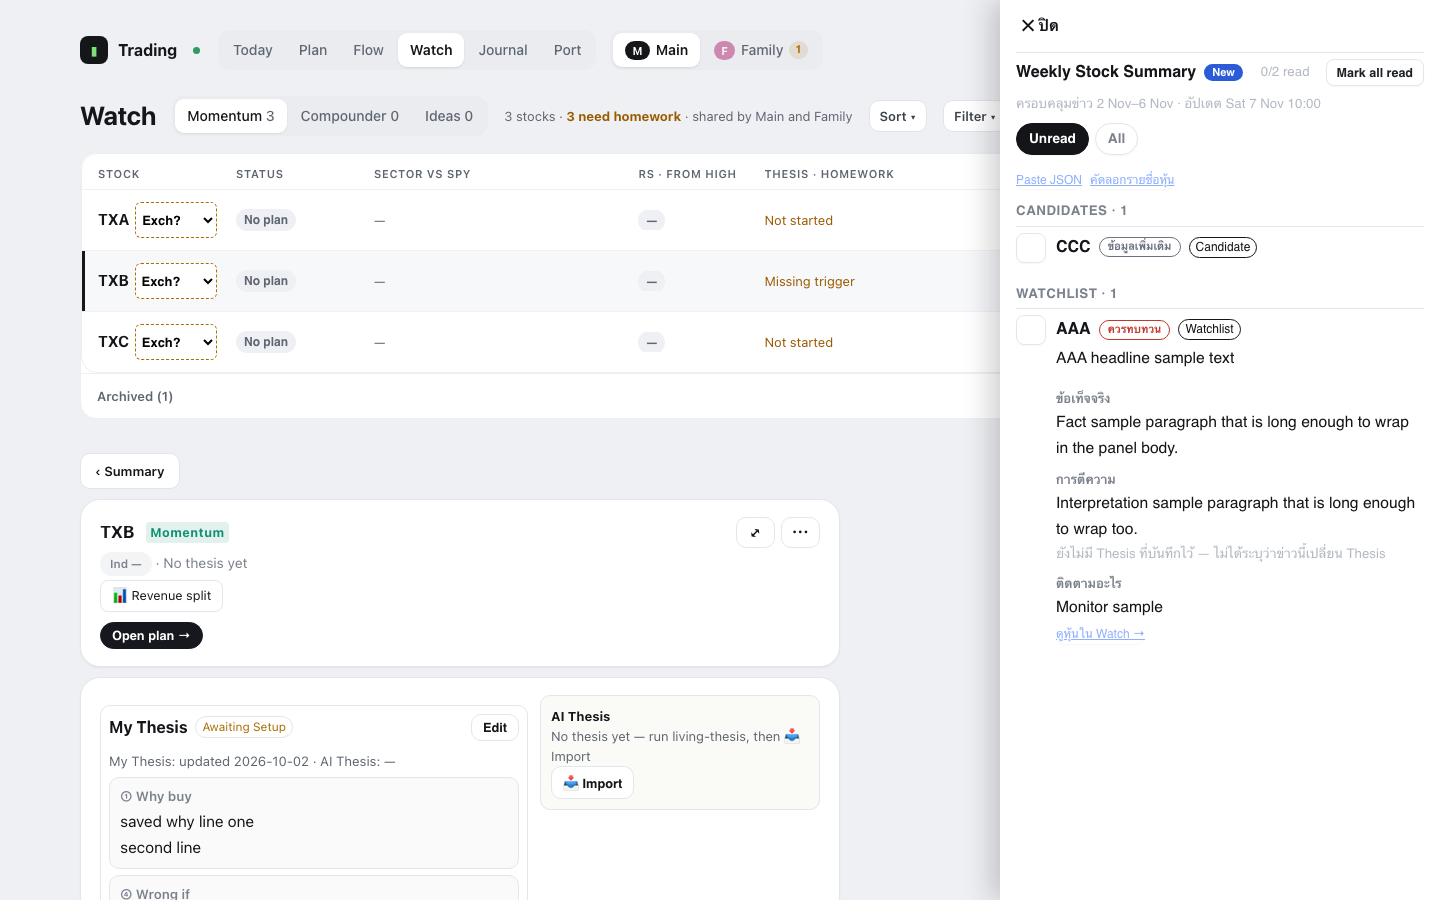 Trading
Today Plan Flow Watch Journal Port
M Main F Family 1
Watch
Momentum 3 Compounder 0 Ideas 0
3 stocks · 3 need homework · shared by Main and Family
Sort ▾ Filter ▾
STOCK STATUS SECTOR VS SPY RS · FROM HIGH THESIS · HOMEWORK
TXA Exch? No plan — — Not started
TXB Exch? No plan — — Missing trigger
TXC Exch? No plan — — Not started
Archived (1)
‹ Summary
TXB Momentum
Ind — · No thesis yet
Revenue split
Open plan →
My Thesis Awaiting Setup Edit
My Thesis: updated 2026-10-02 · AI Thesis: —
① Why buy
saved why line one
second line
④ Wrong if
AI Thesis
No thesis yet — run living-thesis, then 📥
Import
📥 Import
✕ ปิด
Weekly Stock Summary New 0/2 read Mark all read
ครอบคลุมข่าว 2 Nov–6 Nov · อัปเดต Sat 7 Nov 10:00
Unread All
Paste JSON คัดลอกรายชื่อหุ้น
CANDIDATES · 1
CCC ข้อมูลเพิ่มเติม Candidate
WATCHLIST · 1
AAA ควรทบทวน Watchlist
AAA headline sample text
ข้อเท็จจริง
Fact sample paragraph that is long enough to wrap
in the panel body.
การตีความ
Interpretation sample paragraph that is long enough
to wrap too.
ยังไม่มี Thesis ที่บันทึกไว้ — ไม่ได้ระบุว่าข่าวนี้เปลี่ยน Thesis
ติดตามอะไร
Monitor sample
ดูหุ้นใน Watch →